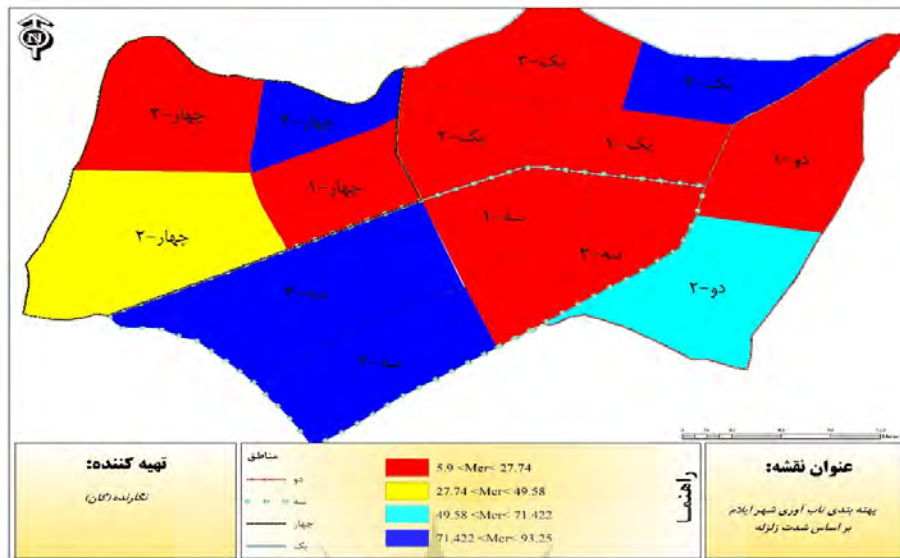 N
یک-۳
چهار-۳
چهار-۴
یک-۴
یک-۲
یک-۱
دو-۱
چهار-۱
سه-۱
چهار-۲
سه-۲
دو-۲
سه-۴
سه-۳
تهیه کننده:
نگارنده(گان)
مناطق
دو
سه
چهار
یک
راهنما
5.9 <Mer< 27.74
27.74 <Mer< 49.58
49.58 <Mer< 71.422
71.422 <Mer< 93.25
عنوان نقشه:
پهنه بندی تاب آوری شهر ایلام
بر اساس شدت زلزله